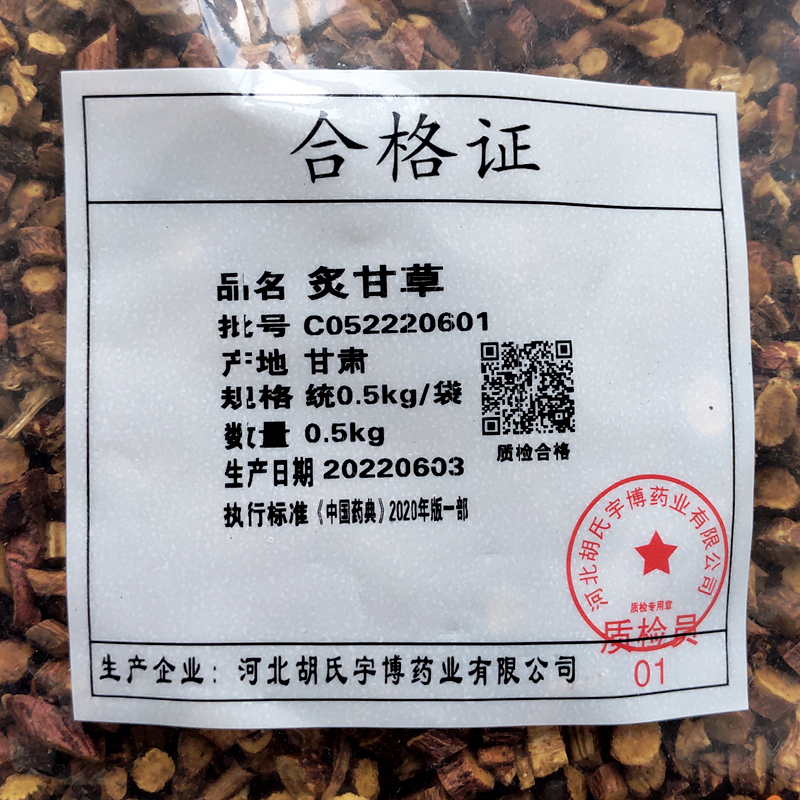 合格证
品名 炙甘草
批号 C052220601
产地 甘肃
规格 统0.5kg/袋
数量 0.5kg
生产日期 20220603
执行标准《中国药典》2020年版一部
质检合格
河北胡氏宇博药业有限公司
质检专用章
质检员
01
生产企业：河北胡氏宇博药业有限公司